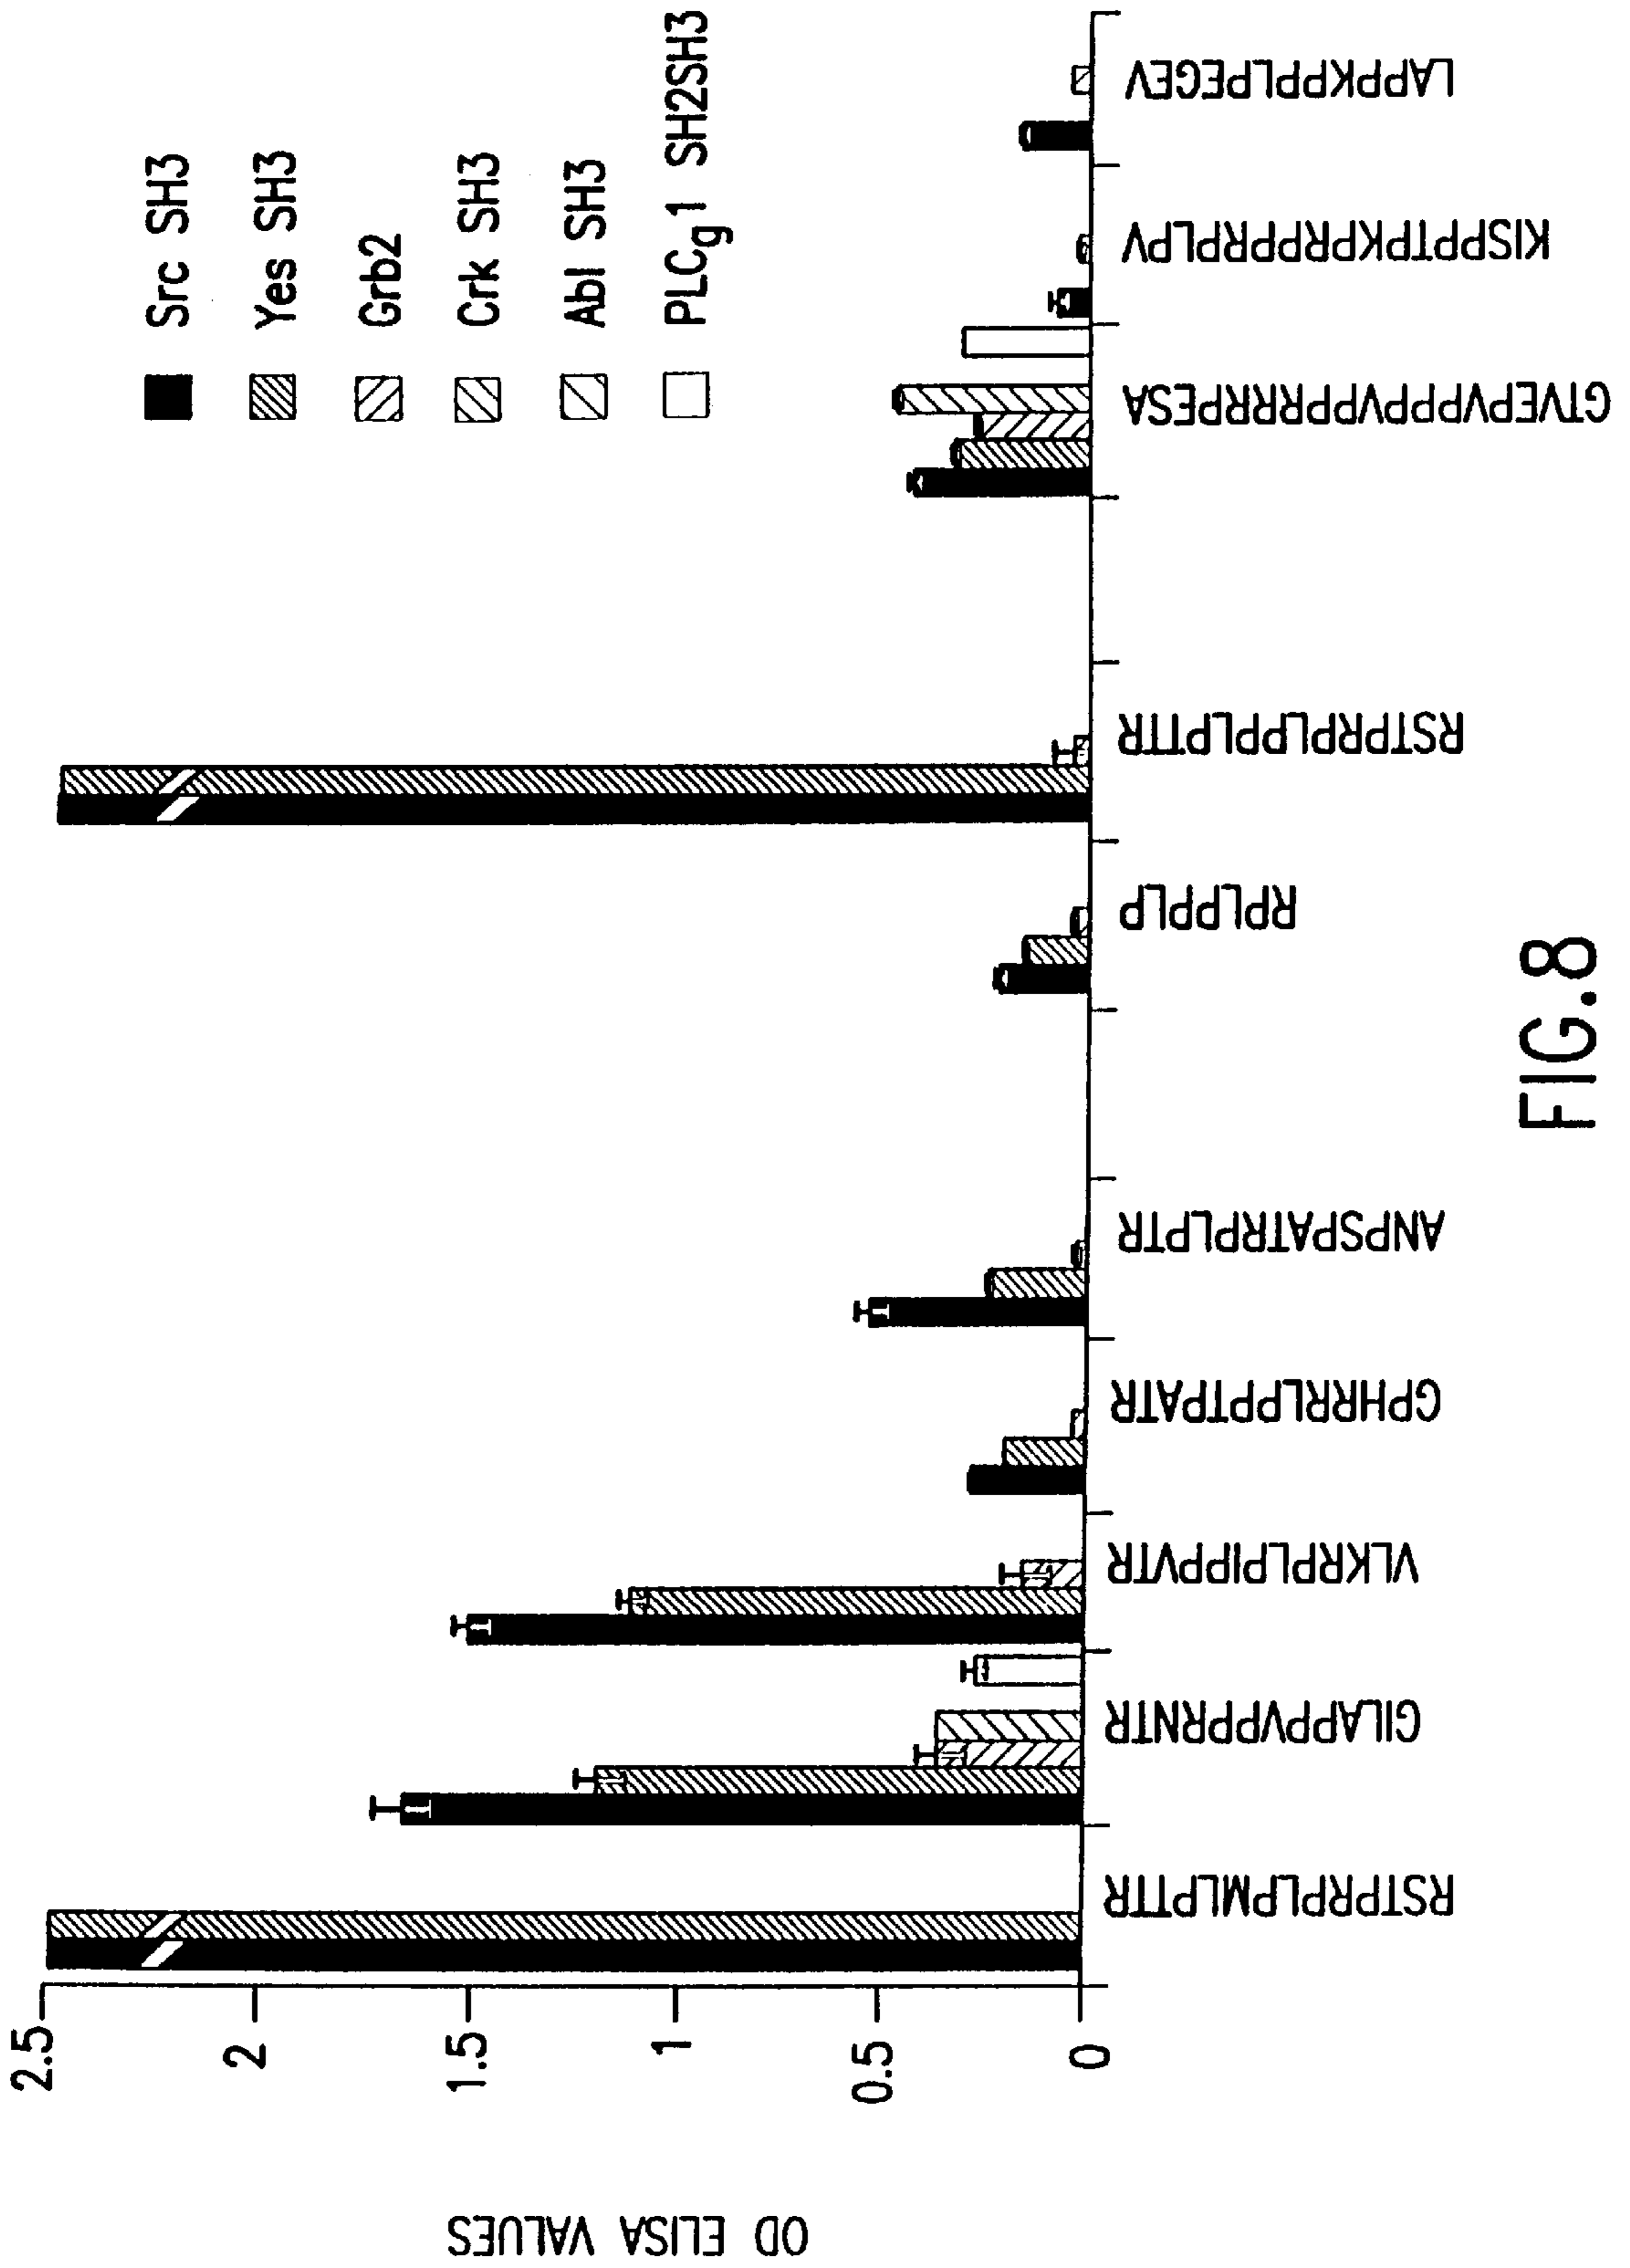 Src SH3
Yes SH3
Grb2
Crk SH3
Abl SH3
PLCg1 SH2SH3
OD ELISA VALUES
2.5
2
1.5
1
0.5
0
RSTPRPLPMLPTTR
GILAPPVPPRNTR
VLKRPLPIPPVTR
GPHRRLPPTPATR
ANPSPATRPLPTR
RPLPPLP
RSTPRPLPPLPTTR
GTVEPVPPPVPPRRRPESA
KISPPTPKPRPPRPLPV
LAPPKPPLPEGEV
FIG.8